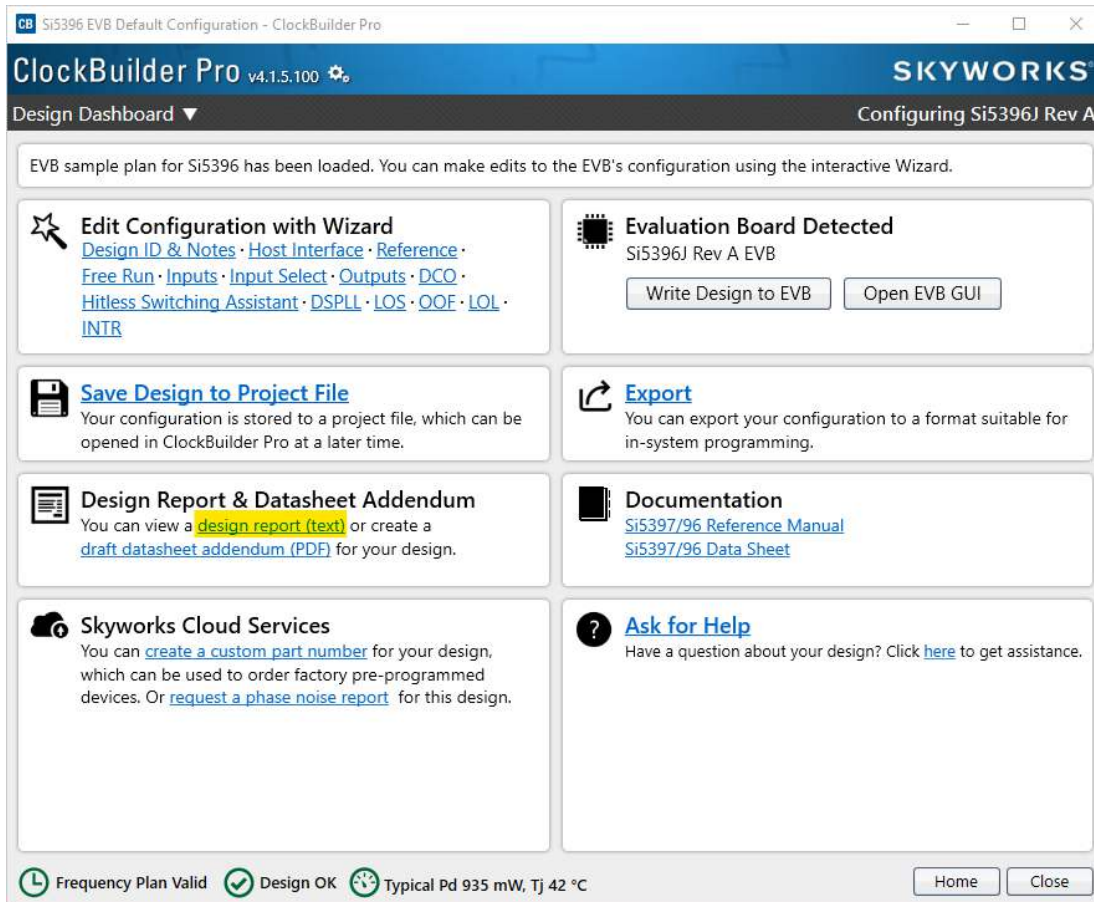 CB Si5396 EVB Default Configuration - ClockBuilder Pro
ClockBuilder Pro v4.1.5.100
SKYWORKS®
Design Dashboard ▼
Configuring Si5396J Rev A
EVB sample plan for Si5396 has been loaded. You can make edits to the EVB's configuration using the interactive Wizard.
Edit Configuration with Wizard
Design ID & Notes · Host Interface · Reference ·
Free Run · Inputs · Input Select · Outputs · DCO ·
Hitless Switching Assistant · DSPLL · LOS · OOF · LOL ·
INTR
Evaluation Board Detected
Si5396J Rev A EVB
Write Design to EVB
Open EVB GUI
Save Design to Project File
Your configuration is stored to a project file, which can be
opened in ClockBuilder Pro at a later time.
Export
You can export your configuration to a format suitable for
in-system programming.
Design Report & Datasheet Addendum
You can view a design report (text) or create a
draft datasheet addendum (PDF) for your design.
Documentation
Si5397/96 Reference Manual
Si5397/96 Data Sheet
Skyworks Cloud Services
You can create a custom part number for your design,
which can be used to order factory pre-programmed
devices. Or request a phase noise report for this design.
? Ask for Help
Have a question about your design? Click here to get assistance.
Frequency Plan Valid
Design OK
Typical Pd 935 mW, Tj 42 °C
Home
Close